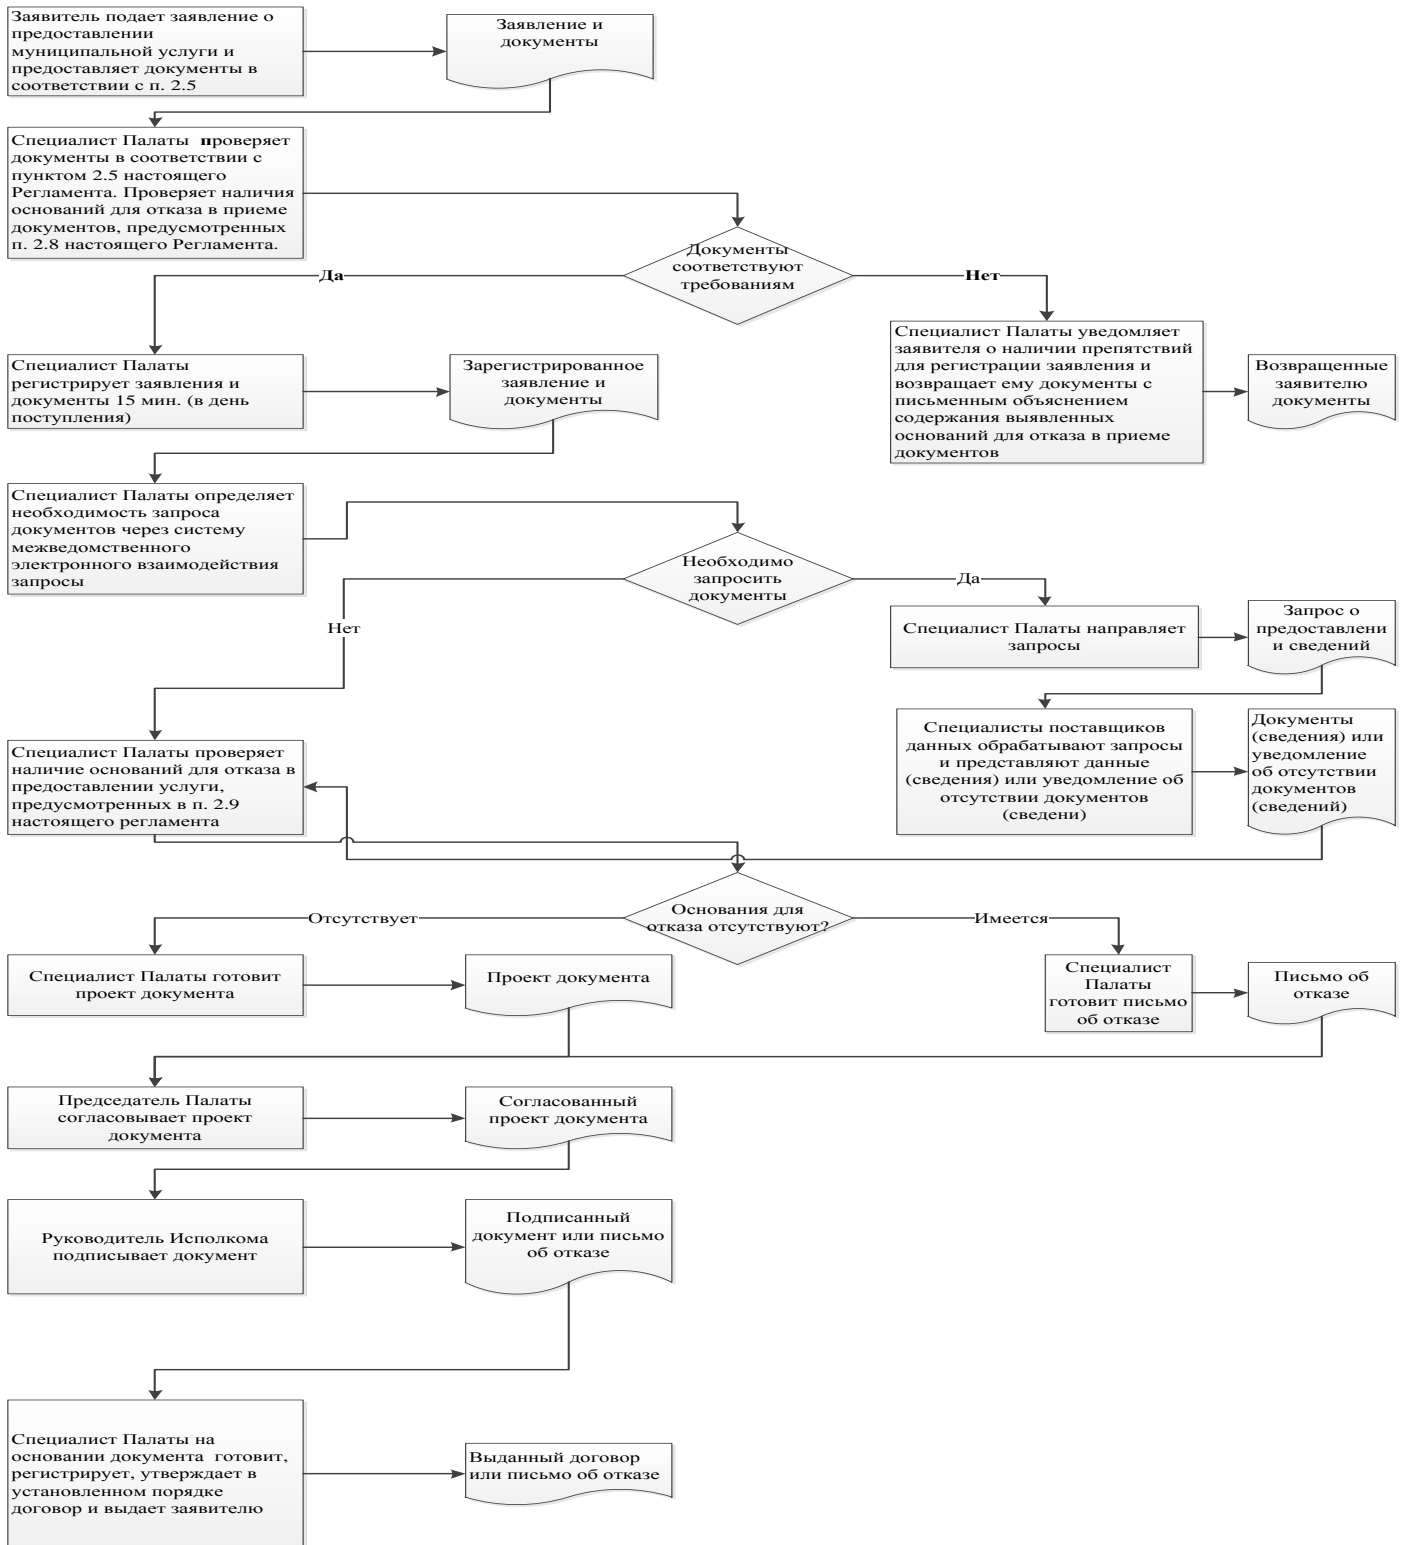 Заявитель подает заявление о
предоставлении
муниципальной услуги и
предоставляет документы в
соответствии с п. 2.5
Заявление и
документы
Специалист Палаты  проверяет
документы в соответствии с
пунктом 2.5 настоящего
Регламента. Проверяет наличия
оснований для отказа в приеме
документов, предусмотренных
п. 2.8 настоящего Регламента.
Документы
соответствуют
требованиям
Да
Нет
Специалист Палаты
регистрирует заявления и
документы 15 мин. (в день
поступления)
Зарегистрированное
заявление и
документы
Специалист Палаты уведомляет
заявителя о наличии препятствий
для регистрации заявления и
возвращает ему документы с
письменным объяснением
содержания выявленных
оснований для отказа в приеме
документов
Возвращенные
заявителю
документы
Специалист Палаты определяет
необходимость запроса
документов через систему
межведомственного
электронного взаимодействия
запросы
Необходимо
запросить
документы
Да
Нет
Специалист Палаты направляет
запросы
Запрос о
предоставлени
и сведений
Специалист Палаты проверяет
наличие оснований для отказа в
предоставлении услуги,
предусмотренных в п. 2.9
настоящего регламента
Специалисты поставщиков
данных обрабатывают запросы
и представляют данные
(сведения) или уведомление об
отсутствии документов
(сведени)
Документы
(сведения) или
уведомление
об отсутствии
документов
(сведений)
Основания для
отказа отсутствуют?
Отсутствует
Имеется
Специалист Палаты готовит
проект документа
Проект документа
Специалист
Палаты
готовит письмо
об отказе
Письмо об
отказе
Председатель Палаты
согласовывает проект
документа
Согласованный
проект документа
Руководитель Исполкома
подписывает документ
Подписанный
документ или письмо
об отказе
Специалист Палаты на
основании документа  готовит,
регистрирует, утверждает в
установленном порядке
договор и выдает заявителю
Выданный договор
или письмо об отказе